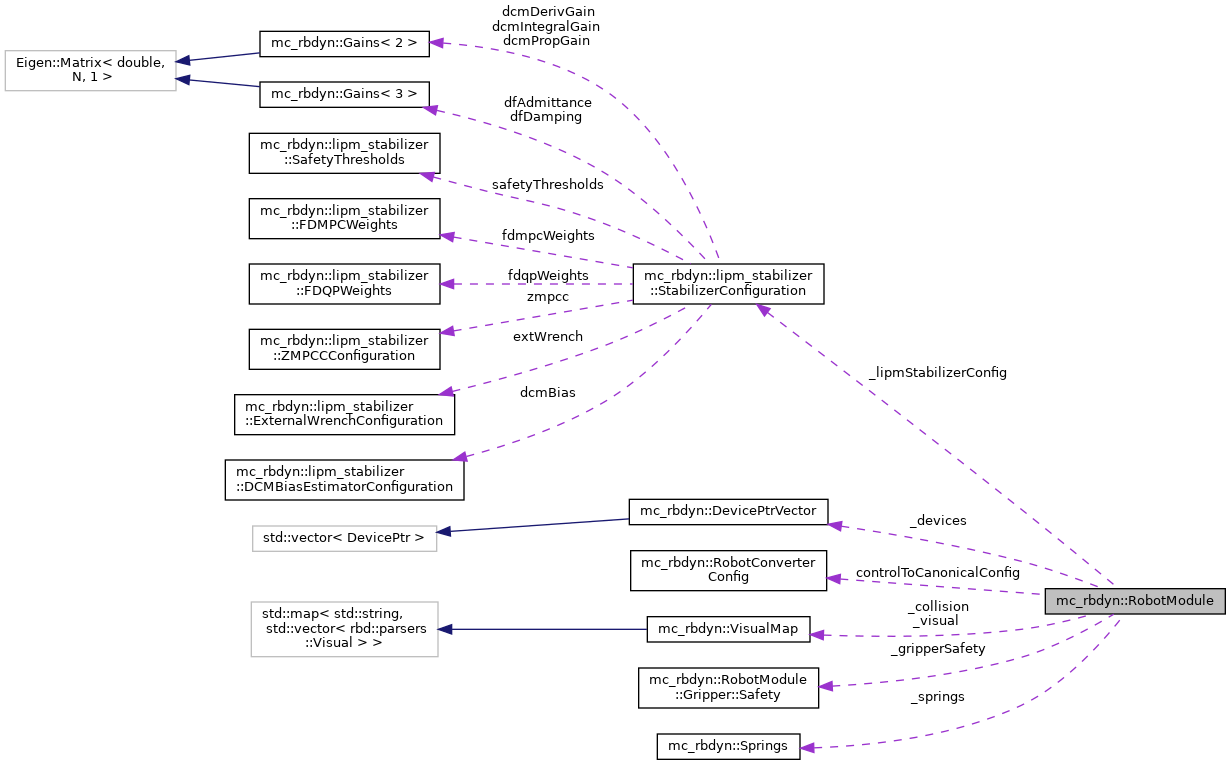 dcmDerivGain
dcmIntegralGain
dcmPropGain
mc_rbdyn::Gains< 2 >
Eigen::Matrix< double,
N, 1 >
mc_rbdyn::Gains< 3 >
dfAdmittance
dfDamping
mc_rbdyn::lipm_stabilizer
::SafetyThresholds
safetyThresholds
mc_rbdyn::lipm_stabilizer
::FDMPCWeights
fdmpcWeights
mc_rbdyn::lipm_stabilizer
::FDQPWeights
fdqpWeights
mc_rbdyn::lipm_stabilizer
::StabilizerConfiguration
zmpcc
mc_rbdyn::lipm_stabilizer
::ZMPCCConfiguration
extWrench
_lipmStabilizerConfig
mc_rbdyn::lipm_stabilizer
::ExternalWrenchConfiguration
dcmBias
mc_rbdyn::lipm_stabilizer
::DCMBiasEstimatorConfiguration
mc_rbdyn::DevicePtrVector
_devices
std::vector< DevicePtr >
mc_rbdyn::RobotConverter
Config
controlToCanonicalConfig
mc_rbdyn::RobotModule
std::map< std::string,
std::vector< rbd::parsers
::Visual > >
mc_rbdyn::VisualMap
_collision
_visual
_gripperSafety
mc_rbdyn::RobotModule
::Gripper::Safety
_springs
mc_rbdyn::Springs